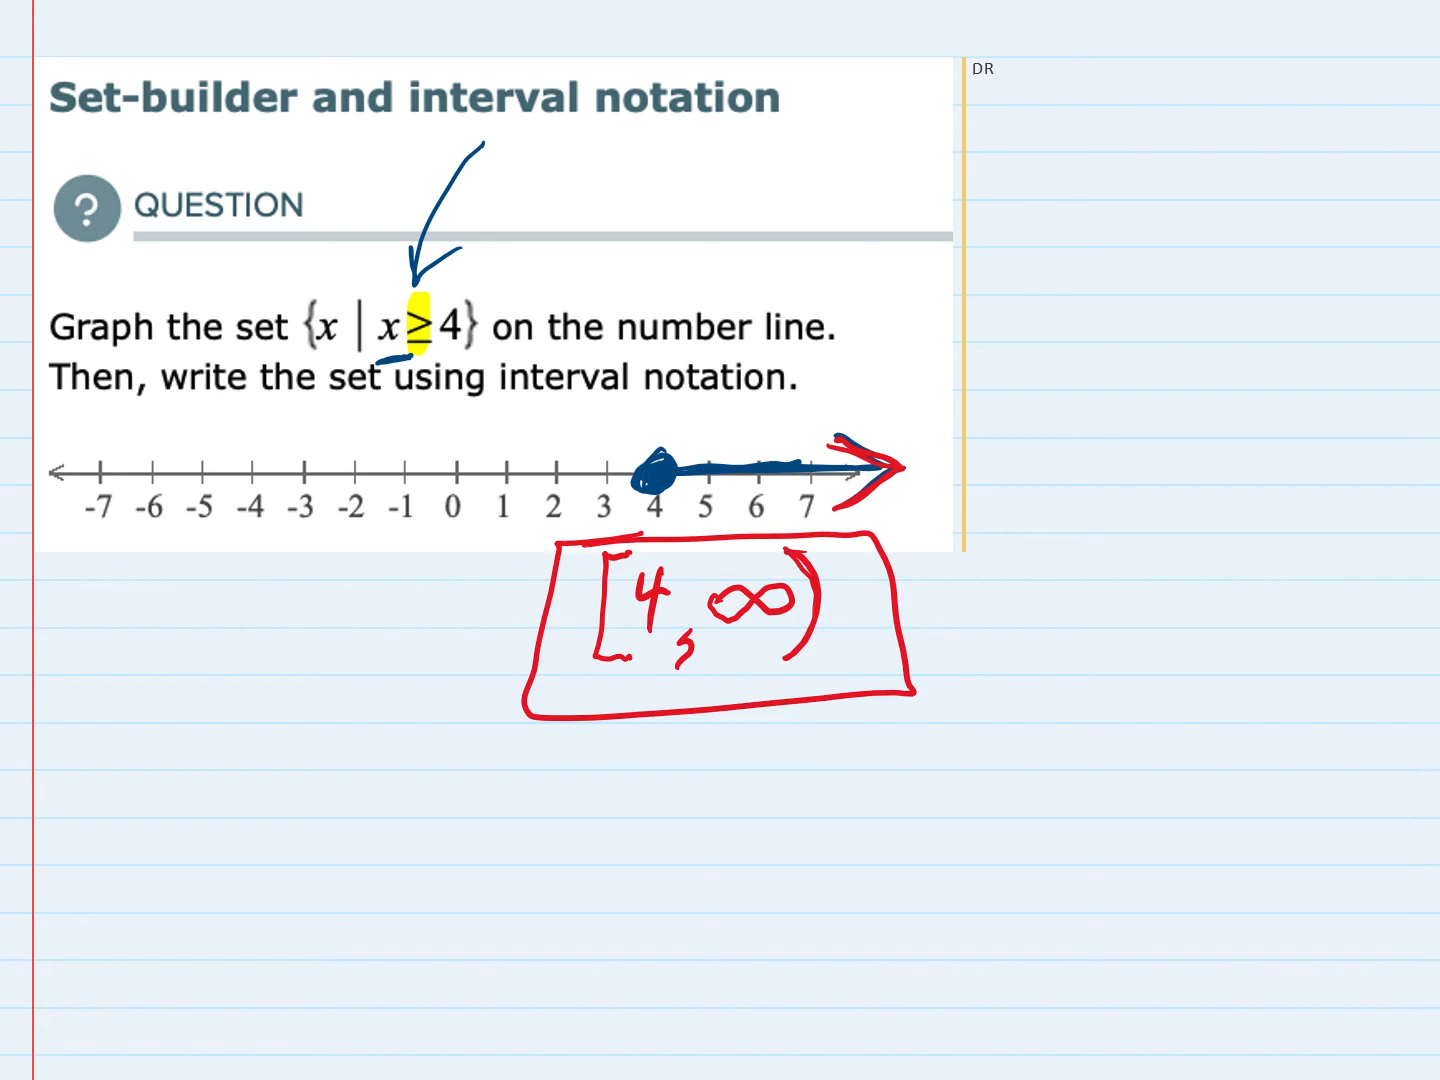 Set-builder and interval notation
DR
? QUESTION
Graph the set {x | x ≥ 4} on the number line.
Then, write the set using interval notation.
-7 -6 -5 -4 -3 -2 -1 0 1 2 3 4 5 6 7
[4, ∞)